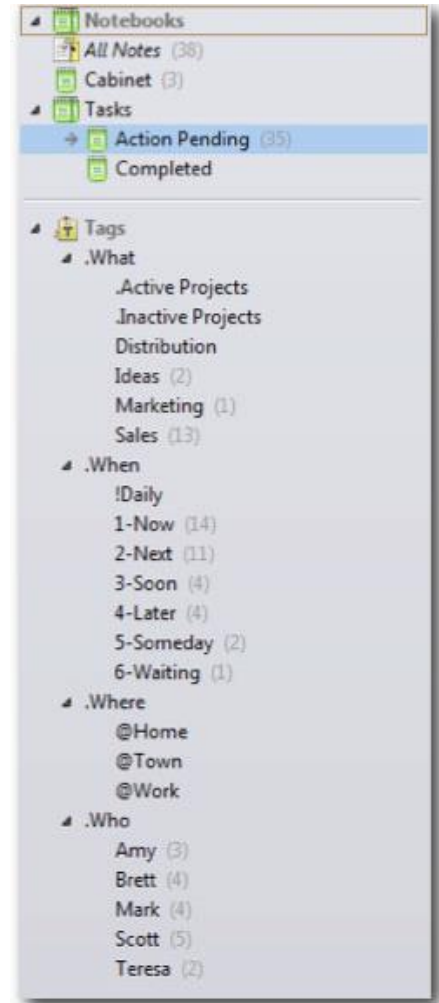 Notebooks
All Notes (38)
Cabinet (3)
Tasks
Action Pending (35)
Completed
Tags
.What
.Active Projects
.Inactive Projects
Distribution
Ideas (2)
Marketing (1)
Sales (13)
.When
!Daily
1-Now (14)
2-Next (11)
3-Soon (4)
4-Later (4)
5-Someday (2)
6-Waiting (1)
.Where
@Home
@Town
@Work
.Who
Amy (3)
Brett (4)
Mark (4)
Scott (5)
Teresa (2)